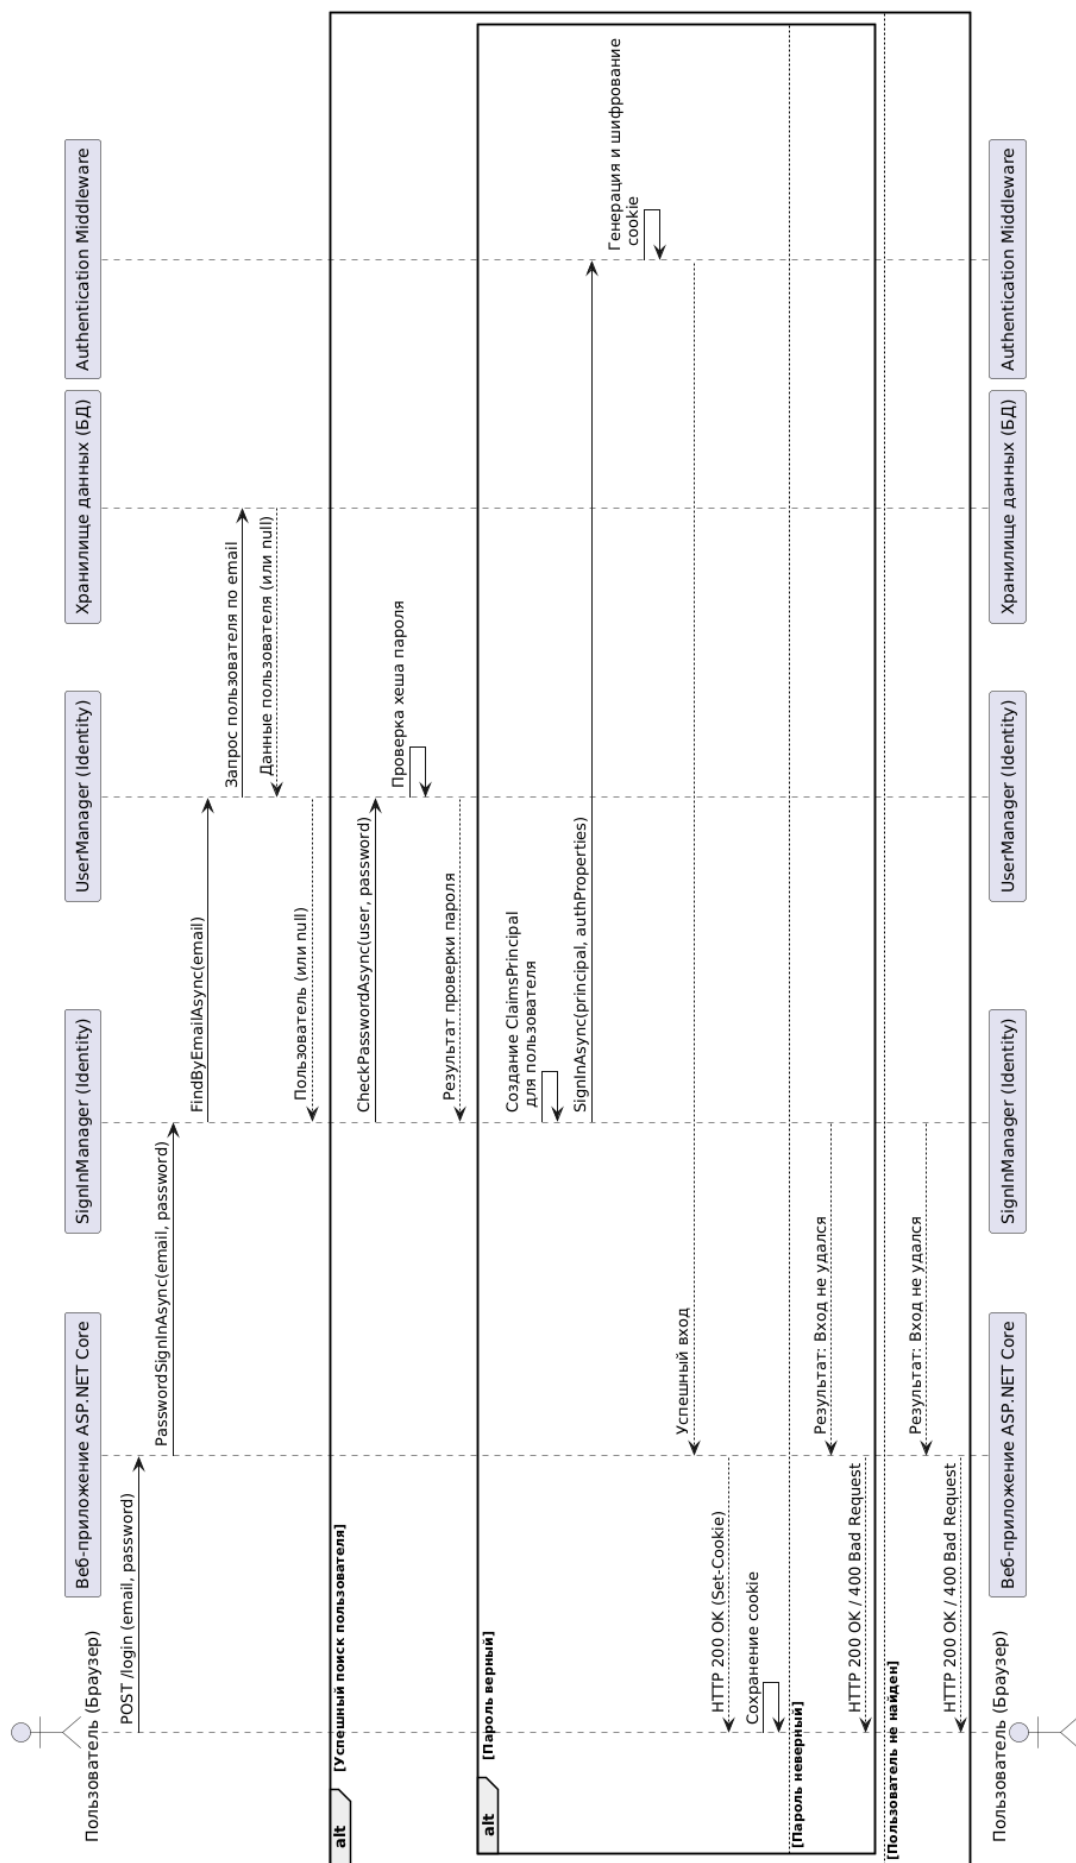 Пользователь (Браузер)
Веб-приложение ASP.NET Core
SignInManager (Identity)
UserManager (Identity)
Хранилище данных (БД)
Authentication Middleware
POST /login (email, password)
PasswordSignInAsync(email, password)
FindByEmailAsync(email)
Запрос пользователя по email
Данные пользователя (или null)
Пользователь (или null)
alt
[Успешный поиск пользователя]
CheckPasswordAsync(user, password)
Проверка хеша пароля
Результат проверки пароля
alt
[Пароль верный]
Создание ClaimsPrincipal
для пользователя
SignInAsync(principal, authProperties)
Генерация и шифрование
cookie
Успешный вход
HTTP 200 OK (Set-Cookie)
Сохранение cookie
[Пароль неверный]
Результат: Вход не удался
HTTP 200 OK / 400 Bad Request
[Пользователь не найден]
Результат: Вход не удался
HTTP 200 OK / 400 Bad Request
Пользователь (Браузер)
Веб-приложение ASP.NET Core
SignInManager (Identity)
UserManager (Identity)
Хранилище данных (БД)
Authentication Middleware